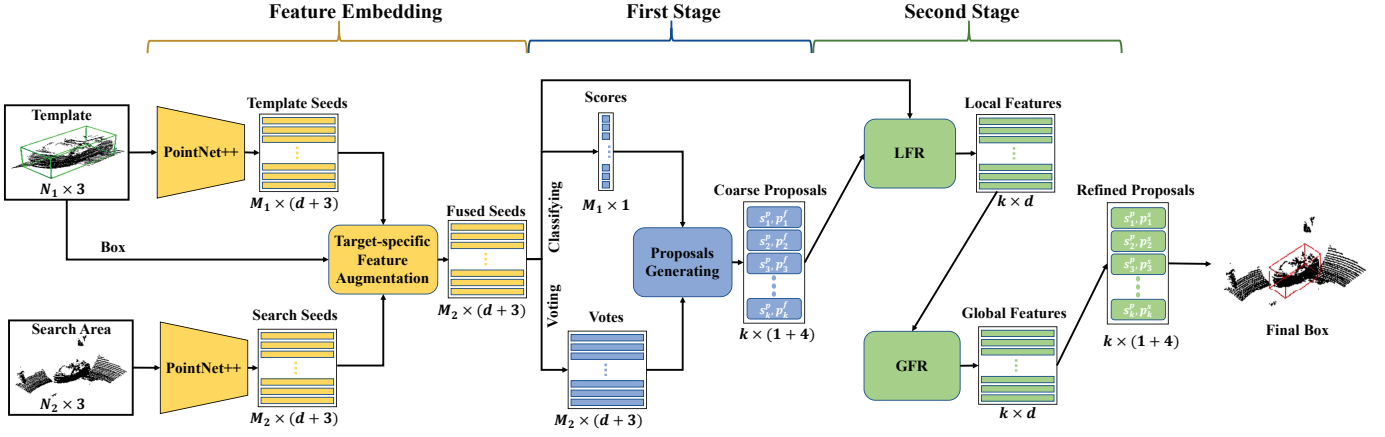 Feature Embedding
First Stage
Second Stage
Template
N₁ × 3
PointNet++
Template Seeds
M₁ × (d + 3)
Box
Search Area
N₂ × 3
PointNet++
Search Seeds
M₂ × (d + 3)
Target-specific
Feature
Augmentation
Fused Seeds
M₂ × (d + 3)
Classifying
Voting
Scores
M₁ × 1
Votes
M₂ × (d + 3)
Proposals
Generating
Coarse Proposals
s₁ᵖ, p₁ᶠ
s₂ᵖ, p₂ᶠ
s₃ᵖ, p₃ᶠ
sₖᵖ, pₖᶠ
k × (1 + 4)
LFR
Local Features
k × d
GFR
Global Features
k × d
Refined Proposals
s₁ᵖ, p₁ˢ
s₂ᵖ, p₂ˢ
s₃ᵖ, p₃ˢ
sₖᵖ, pₖˢ
k × (1 + 4)
Final Box